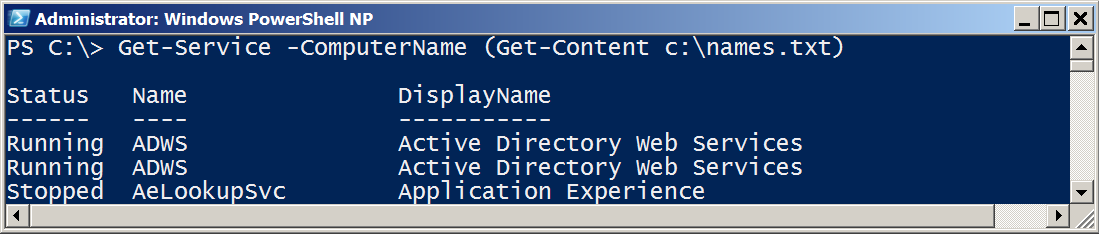 Administrator: Windows PowerShell NP
PS C:\> Get-Service -ComputerName (Get-Content c:\names.txt)
Status   Name               DisplayName
------   ----               -----------
Running  ADWS               Active Directory Web Services
Running  ADWS               Active Directory Web Services
Stopped  AeLookupSvc        Application Experience